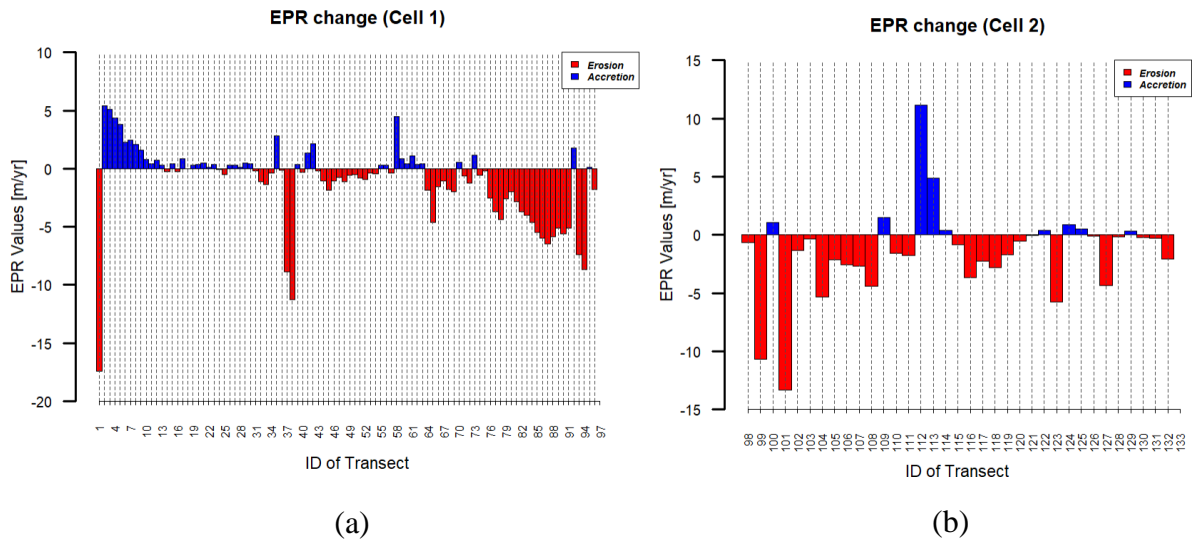 EPR change (Cell 1)
10
5
0
-5
-10
-15
-20
EPR Values [m/yr]
Erosion
Accretion
1 4 7 10 13 16 19 22 25 28 31 34 37 40 43 46 49 52 55 58 61 64 67 70 73 76 79 82 85 88 91 94 97
ID of Transect
(a)
EPR change (Cell 2)
15
10
5
0
-5
-10
-15
EPR Values [m/yr]
Erosion
Accretion
98 99 100 101 102 103 104 105 106 107 108 109 110 111 112 113 114 115 116 117 118 119 120 121 122 123 124 125 126 127 128 129 130 131 132 133
ID of Transect
(b)